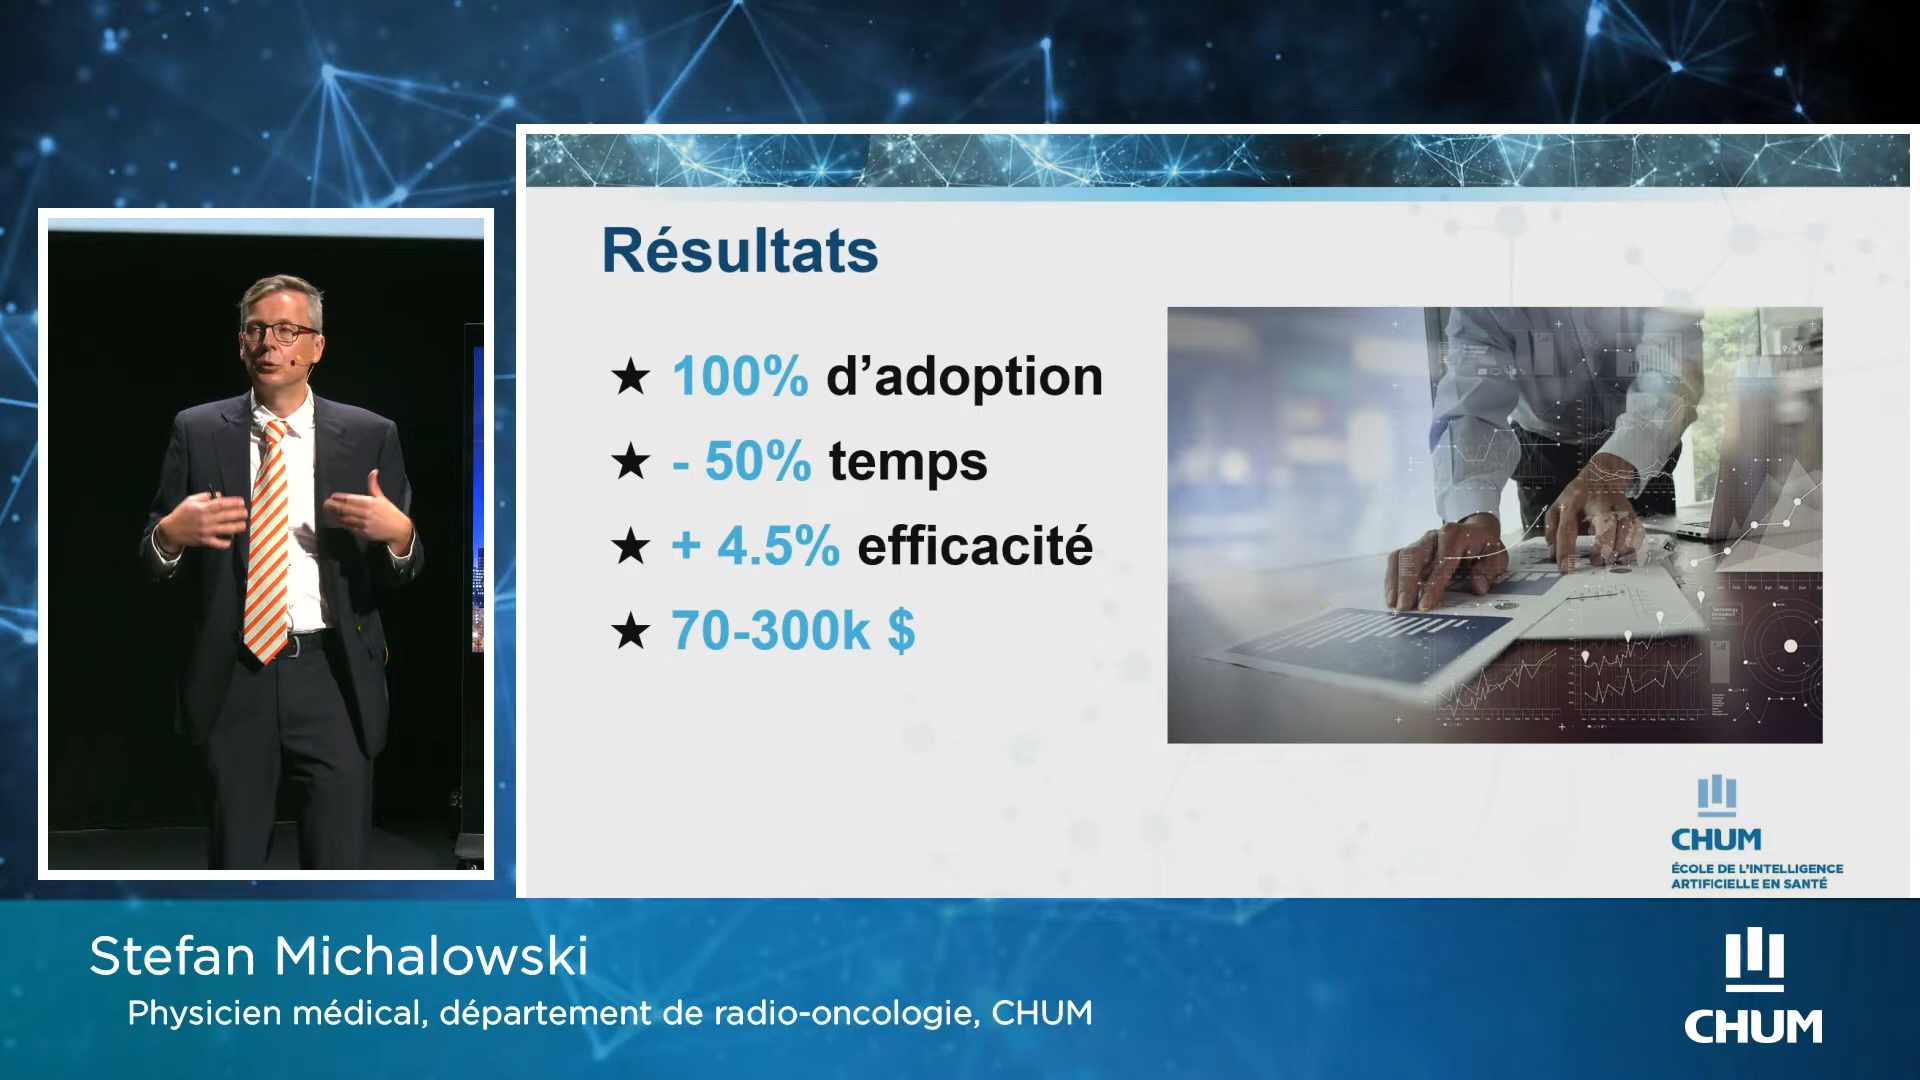 Résultats
★ 100% d’adoption
★ - 50% temps
★ + 4.5% efficacité
★ 70-300k $
CHUM
ÉCOLE DE L’INTELLIGENCE
ARTIFICIELLE EN SANTÉ
Stefan Michalowski
Physicien médical, département de radio-oncologie, CHUM
CHUM